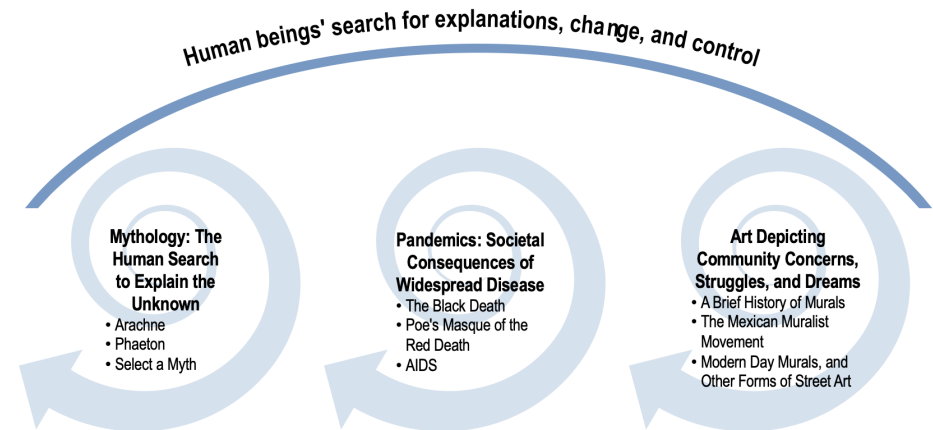 Human beings' search for explanations, change, and control
Mythology: The
Human Search
to Explain the
Unknown
• Arachne
• Phaeton
• Select a Myth
Pandemics: Societal
Consequences of
Widespread Disease
• The Black Death
• Poe's Masque of the
Red Death
• AIDS
Art Depicting
Community Concerns,
Struggles, and Dreams
• A Brief History of Murals
• The Mexican Muralist
Movement
• Modern Day Murals, and
Other Forms of Street Art